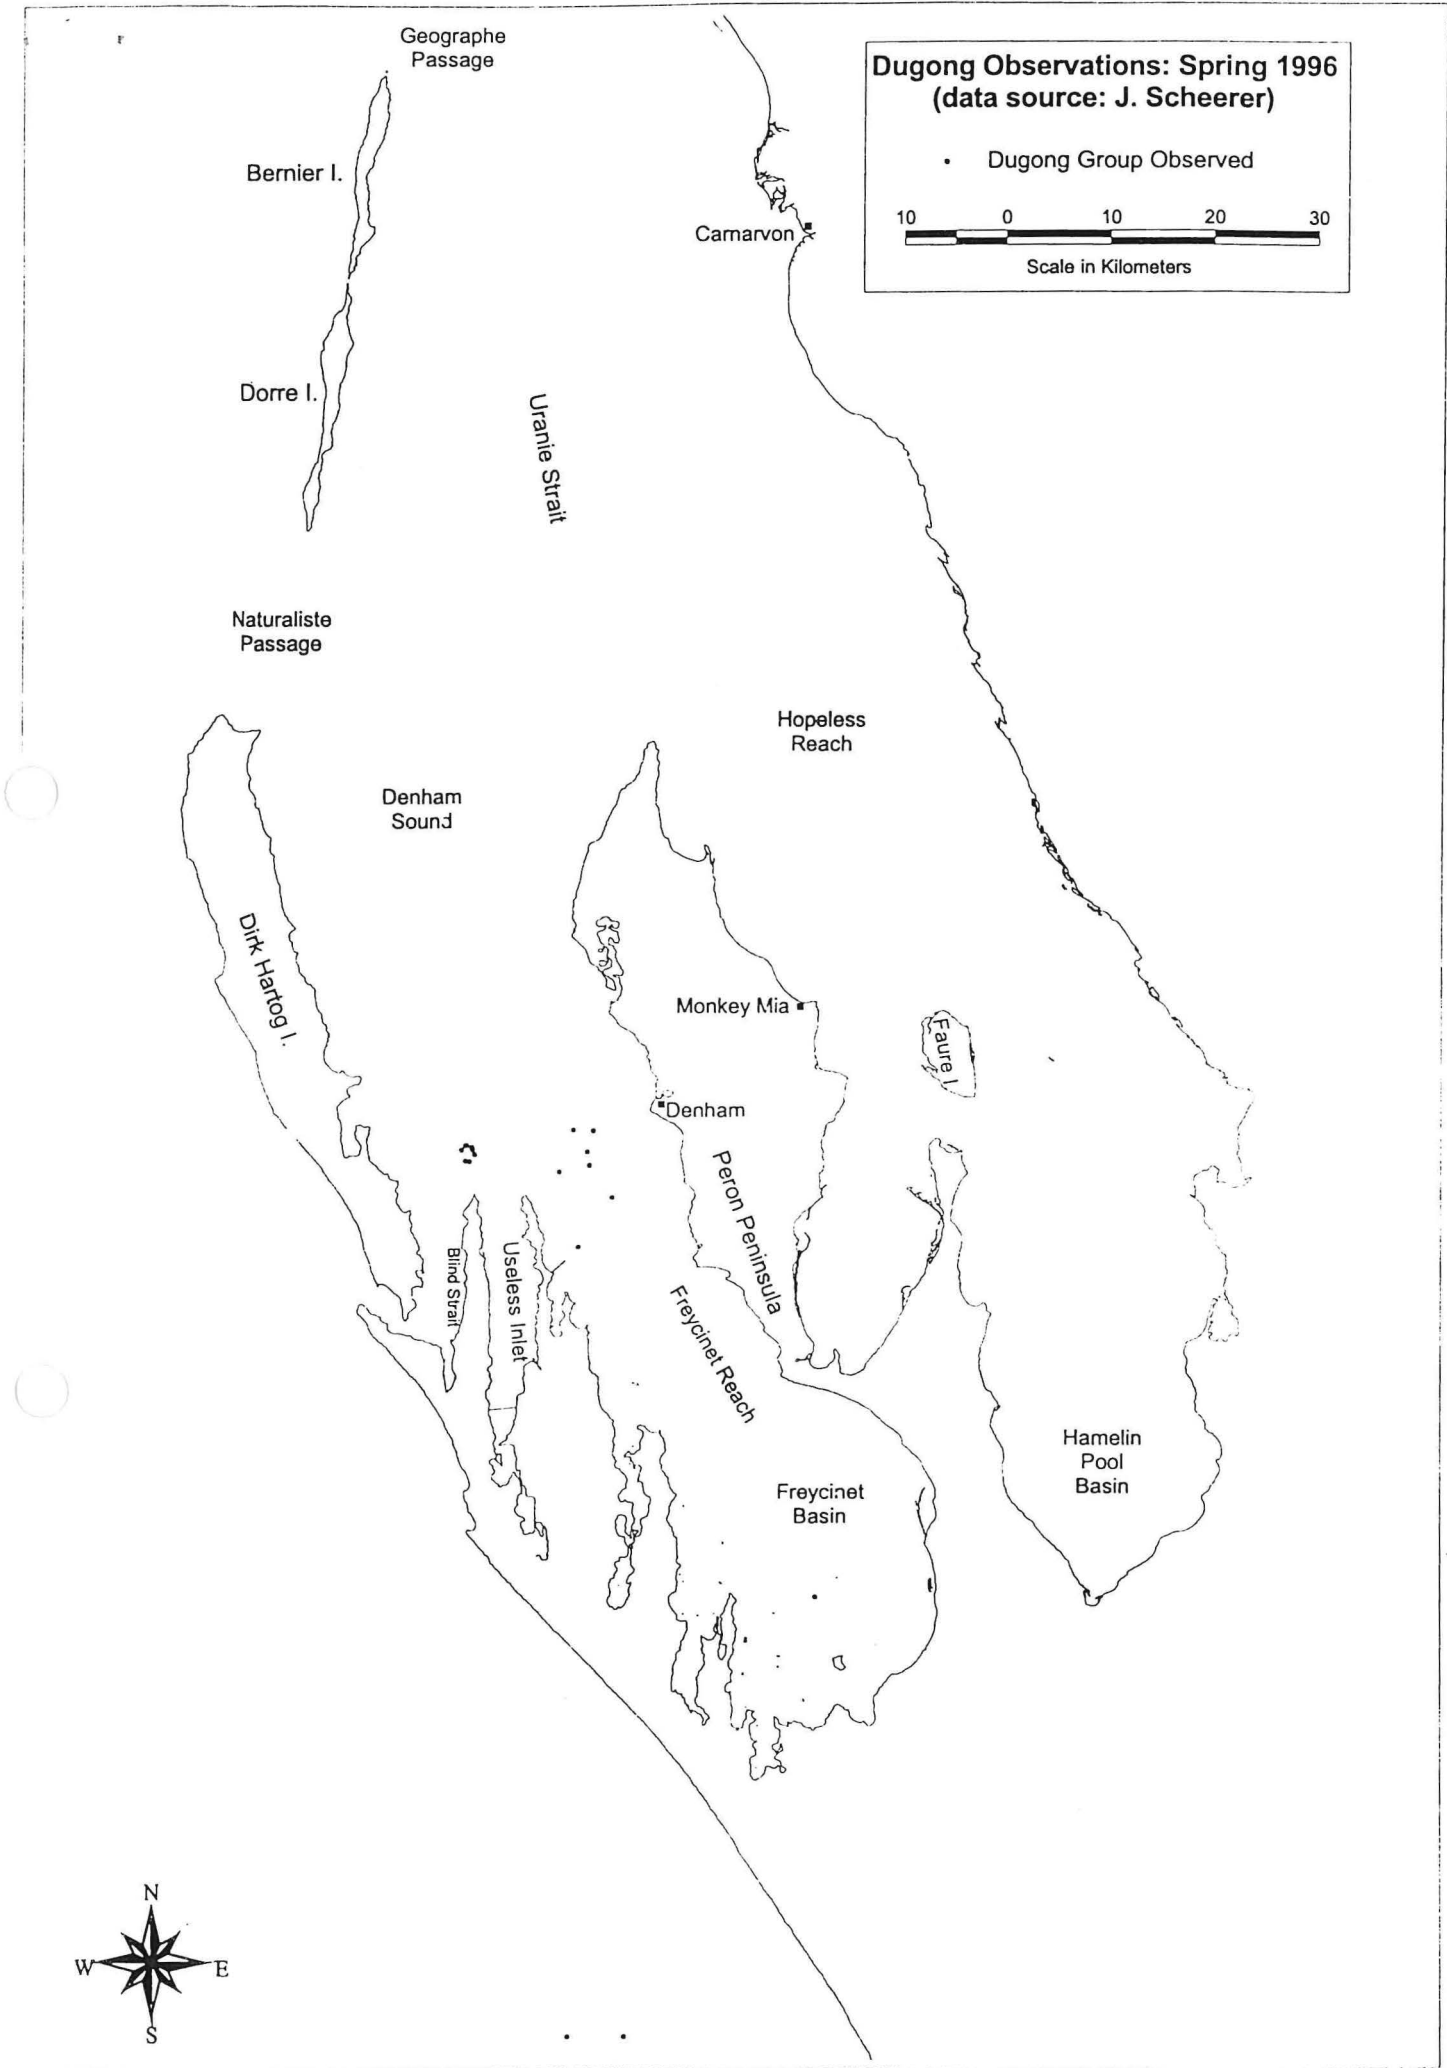 Geographe
Passage
Dugong Observations: Spring 1996
(data source: J. Scheerer)
Dugong Group Observed
10 0 10 20 30
Scale in Kilometers
Bernier I.
Carnarvon
Dorre I.
Uranie Strait
Naturaliste
Passage
Hopeless
Reach
Denham
Sound
Dirk Hartog I.
Monkey Mia
Faure I
Denham
Peron Peninsula
Blind Strait
Useless Inlet
Freycinet Reach
Hamelin
Pool
Basin
Freycinet
Basin
N
W E
S